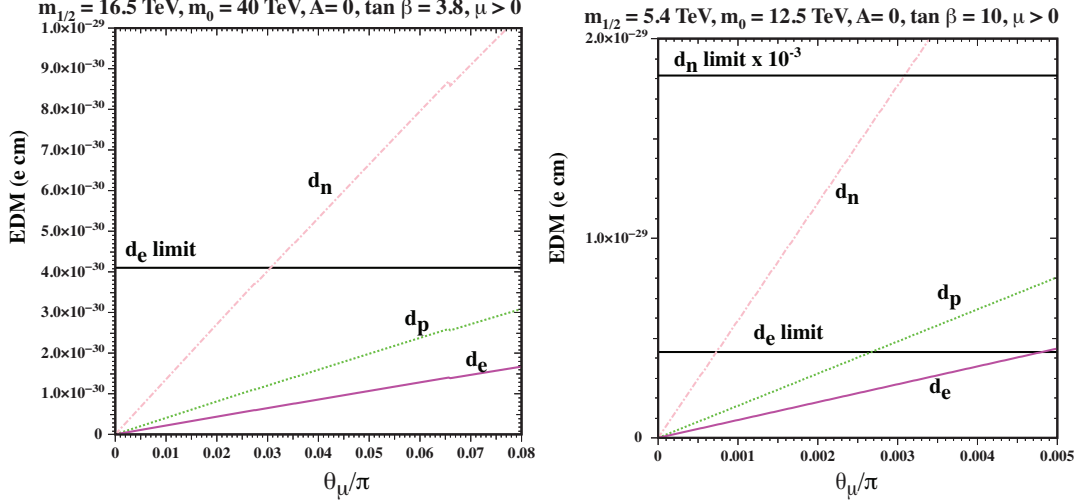 m1/2 = 16.5 TeV, m0 = 40 TeV, A= 0, tan β = 3.8, μ > 0
1.0×10-29
9.0×10-30
8.0×10-30
7.0×10-30
6.0×10-30
5.0×10-30
4.0×10-30
3.0×10-30
2.0×10-30
1.0×10-30
0
EDM (e cm)
dn
de limit
dp
de
0 0.01 0.02 0.03 0.04 0.05 0.06 0.07 0.08
θμ/π
m1/2 = 5.4 TeV, m0 = 12.5 TeV, A= 0, tan β = 10, μ > 0
2.0×10-29
1.0×10-29
0
EDM (e cm)
dn limit x 10-3
dn
dp
de limit
de
0 0.001 0.002 0.003 0.004 0.005
θμ/π